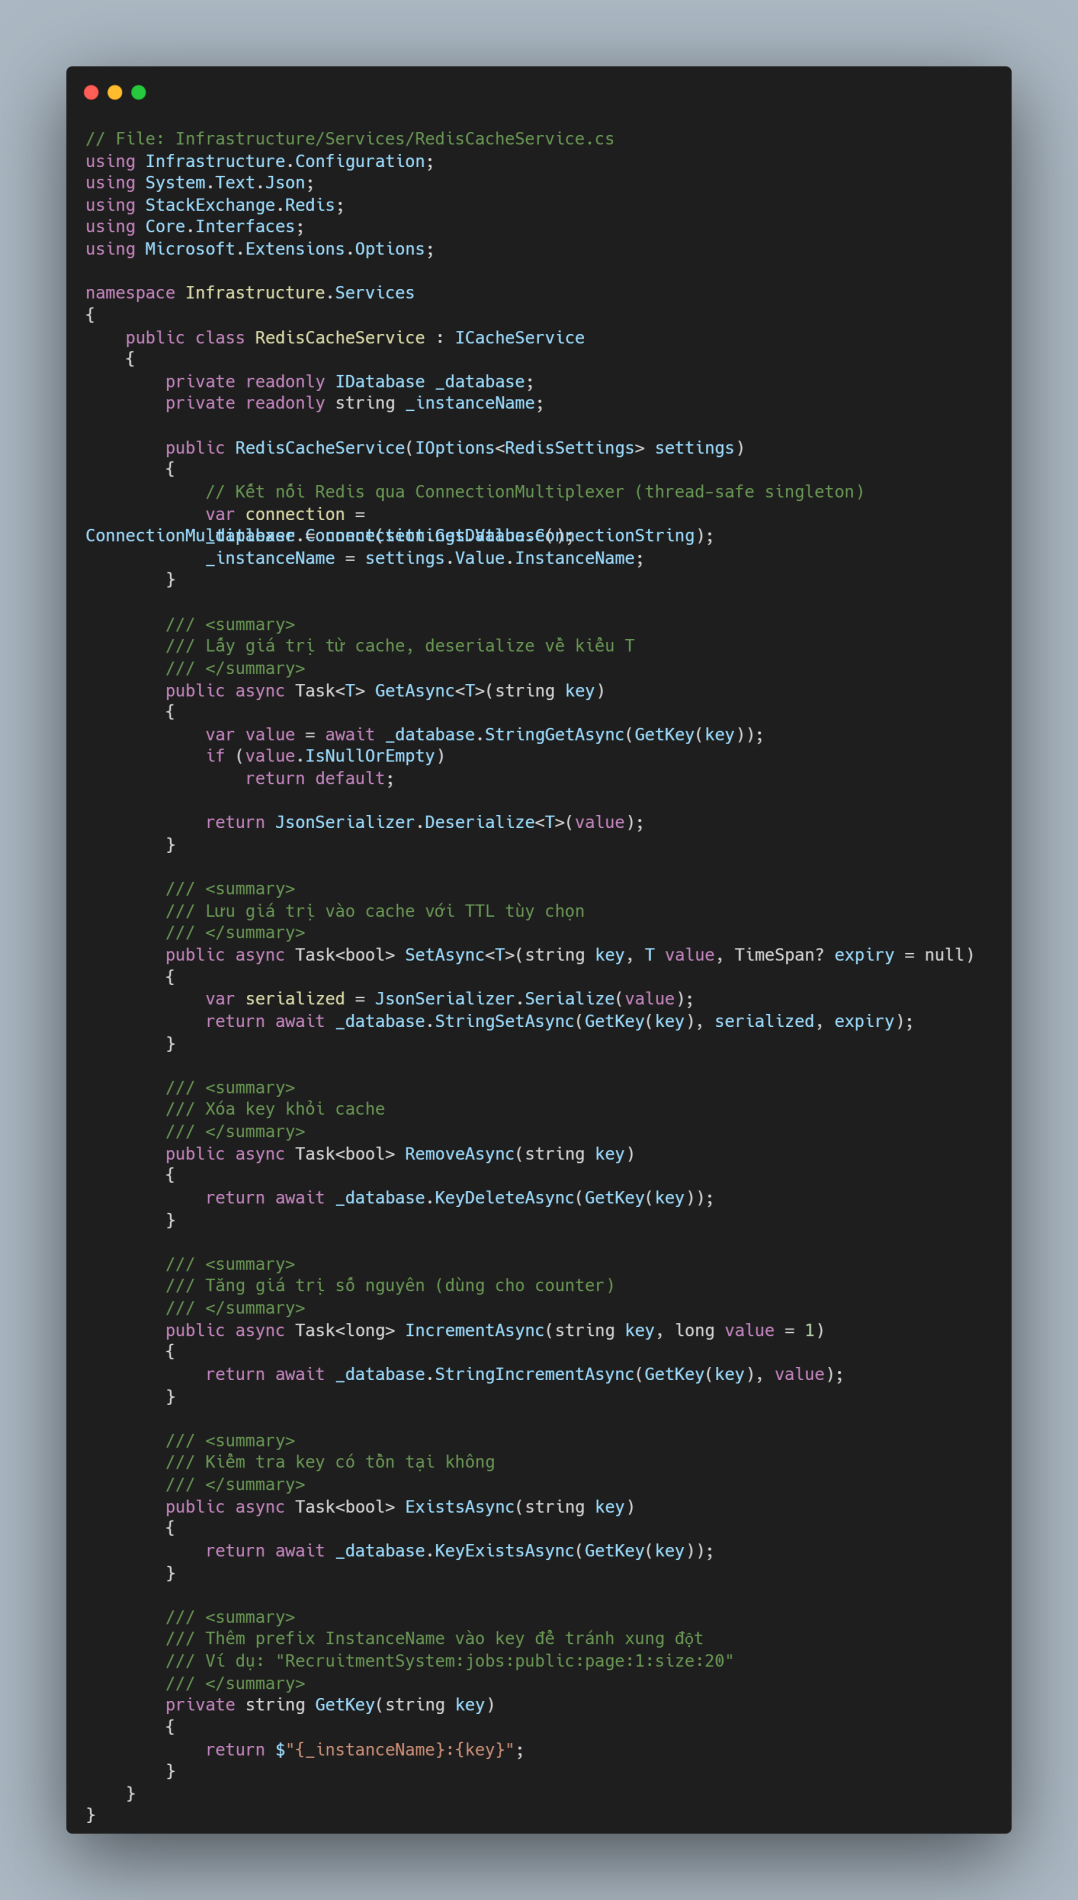 // File: Infrastructure/Services/RedisCacheService.cs
using Infrastructure.Configuration;
using System.Text.Json;
using StackExchange.Redis;
using Core.Interfaces;
using Microsoft.Extensions.Options;

namespace Infrastructure.Services
{
    public class RedisCacheService : ICacheService
    {
        private readonly IDatabase _database;
        private readonly string _instanceName;

        public RedisCacheService(IOptions<RedisSettings> settings)
        {
            // Kết nối Redis qua ConnectionMultiplexer (thread-safe singleton)
            var connection =
ConnectionMultiplexer.Connect(settings.Value.ConnectionString);
            _database = connection.GetDatabase();
            _instanceName = settings.Value.InstanceName;
        }

        /// <summary>
        /// Lấy giá trị từ cache, deserialize về kiểu T
        /// </summary>
        public async Task<T> GetAsync<T>(string key)
        {
            var value = await _database.StringGetAsync(GetKey(key));
            if (value.IsNullOrEmpty)
                return default;

            return JsonSerializer.Deserialize<T>(value);
        }

        /// <summary>
        /// Lưu giá trị vào cache với TTL tùy chọn
        /// </summary>
        public async Task<bool> SetAsync<T>(string key, T value, TimeSpan? expiry = null)
        {
            var serialized = JsonSerializer.Serialize(value);
            return await _database.StringSetAsync(GetKey(key), serialized, expiry);
        }

        /// <summary>
        /// Xóa key khỏi cache
        /// </summary>
        public async Task<bool> RemoveAsync(string key)
        {
            return await _database.KeyDeleteAsync(GetKey(key));
        }

        /// <summary>
        /// Tăng giá trị số nguyên (dùng cho counter)
        /// </summary>
        public async Task<long> IncrementAsync(string key, long value = 1)
        {
            return await _database.StringIncrementAsync(GetKey(key), value);
        }

        /// <summary>
        /// Kiểm tra key có tồn tại không
        /// </summary>
        public async Task<bool> ExistsAsync(string key)
        {
            return await _database.KeyExistsAsync(GetKey(key));
        }

        /// <summary>
        /// Thêm prefix InstanceName vào key để tránh xung đột
        /// Ví dụ: "RecruitmentSystem:jobs:public:page:1:size:20"
        /// </summary>
        private string GetKey(string key)
        {
            return $"{_instanceName}:{key}";
        }
    }
}